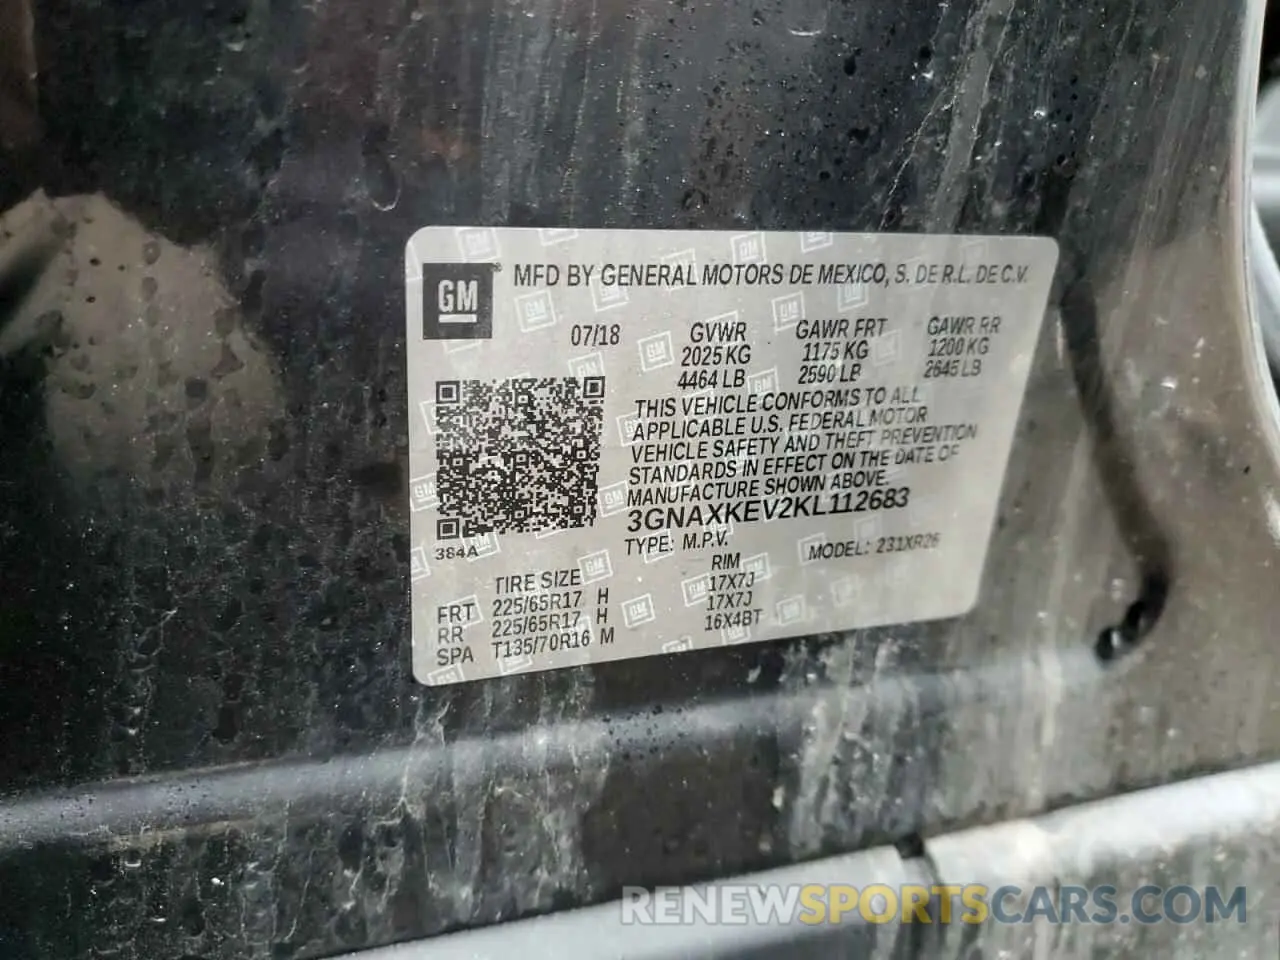 GM® MFD BY GENERAL MOTORS DE MEXICO, S. DE R.L. DE C.V.
07/18 GVWR GAWR FRT GAWR RR
2025 KG 1175 KG 1200 KG
4464 LB 2590 LB 2645 LB
THIS VEHICLE CONFORMS TO ALL
APPLICABLE U.S. FEDERAL MOTOR
VEHICLE SAFETY AND THEFT PREVENTION
STANDARDS IN EFFECT ON THE DATE OF
MANUFACTURE SHOWN ABOVE.
3GNAXKEV2KL112683
384A
TYPE: M.P.V. MODEL: 231XR26
TIRE SIZE RIM
FRT 225/65R17 H 17X7J
RR 225/65R17 H 17X7J
SPA T135/70R16 M 16X4BT
RENEWSPORTSCARS.COM